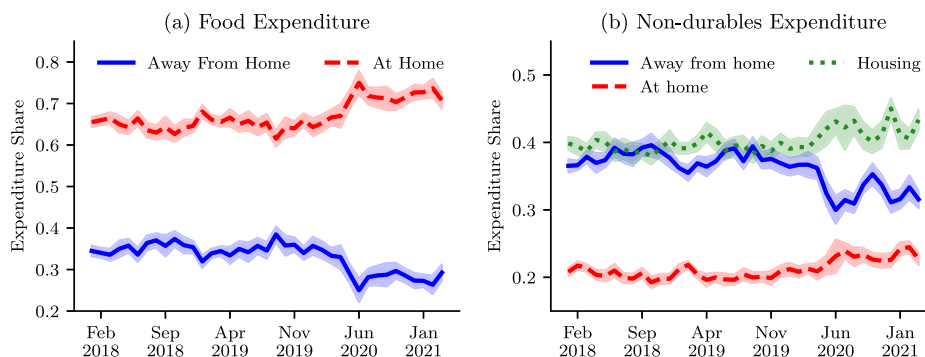 (a) Food Expenditure
Away From Home
At Home
Expenditure Share
0.8
0.7
0.6
0.5
0.4
0.3
0.2
Feb 2018
Sep 2018
Apr 2019
Nov 2019
Jun 2020
Jan 2021
(b) Non-durables Expenditure
Away from home
Housing
At home
Expenditure Share
0.5
0.4
0.3
0.2
Feb 2018
Sep 2018
Apr 2019
Nov 2019
Jun 2020
Jan 2021